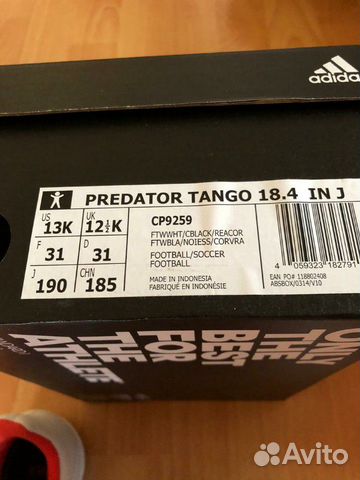 adidas
PREDATOR TANGO 18.4 IN J
US 13K UK 12½K
F 31 D 31
J 190 CHN 185
CP9259
FTWWHT/CBLACK/REACOR
FTWBLA/NOIESS/CORVRA
FOOTBALL/SOCCER
FOOTBALL
MADE IN INDONESIA
FABRIQUÉ EN INDONÉSIE
4 059323 182791
EAN PO# 118802408
ABSBOX/0314/V10
ONLY
THE
BEST
FOR
THE
ATHLETE
Avito